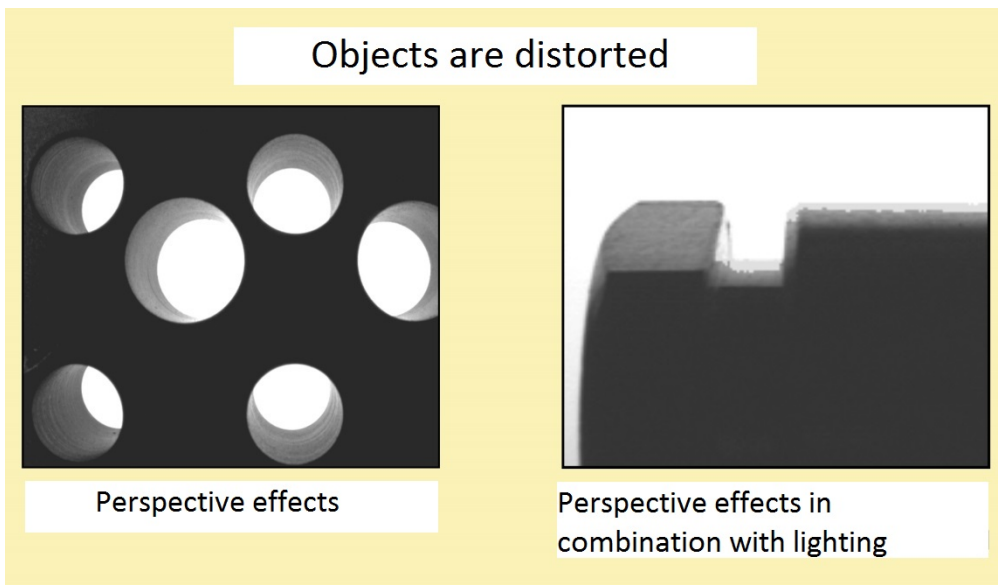 Objects are distorted
Perspective effects
Perspective effects in
combination with lighting